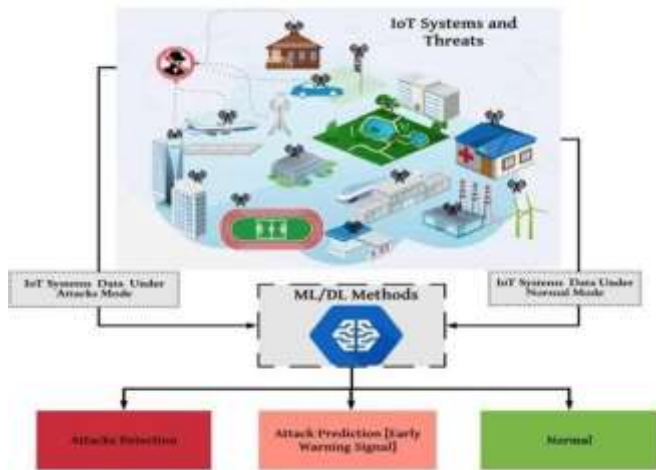 IoT Systems and
Threats
IoT Systems Data Under
Attacks Mode
IoT Systems Data Under
Normal Mode
ML/DL Methods
Attacks Detection
Attack Prediction [Early
Warning Signal]
Normal